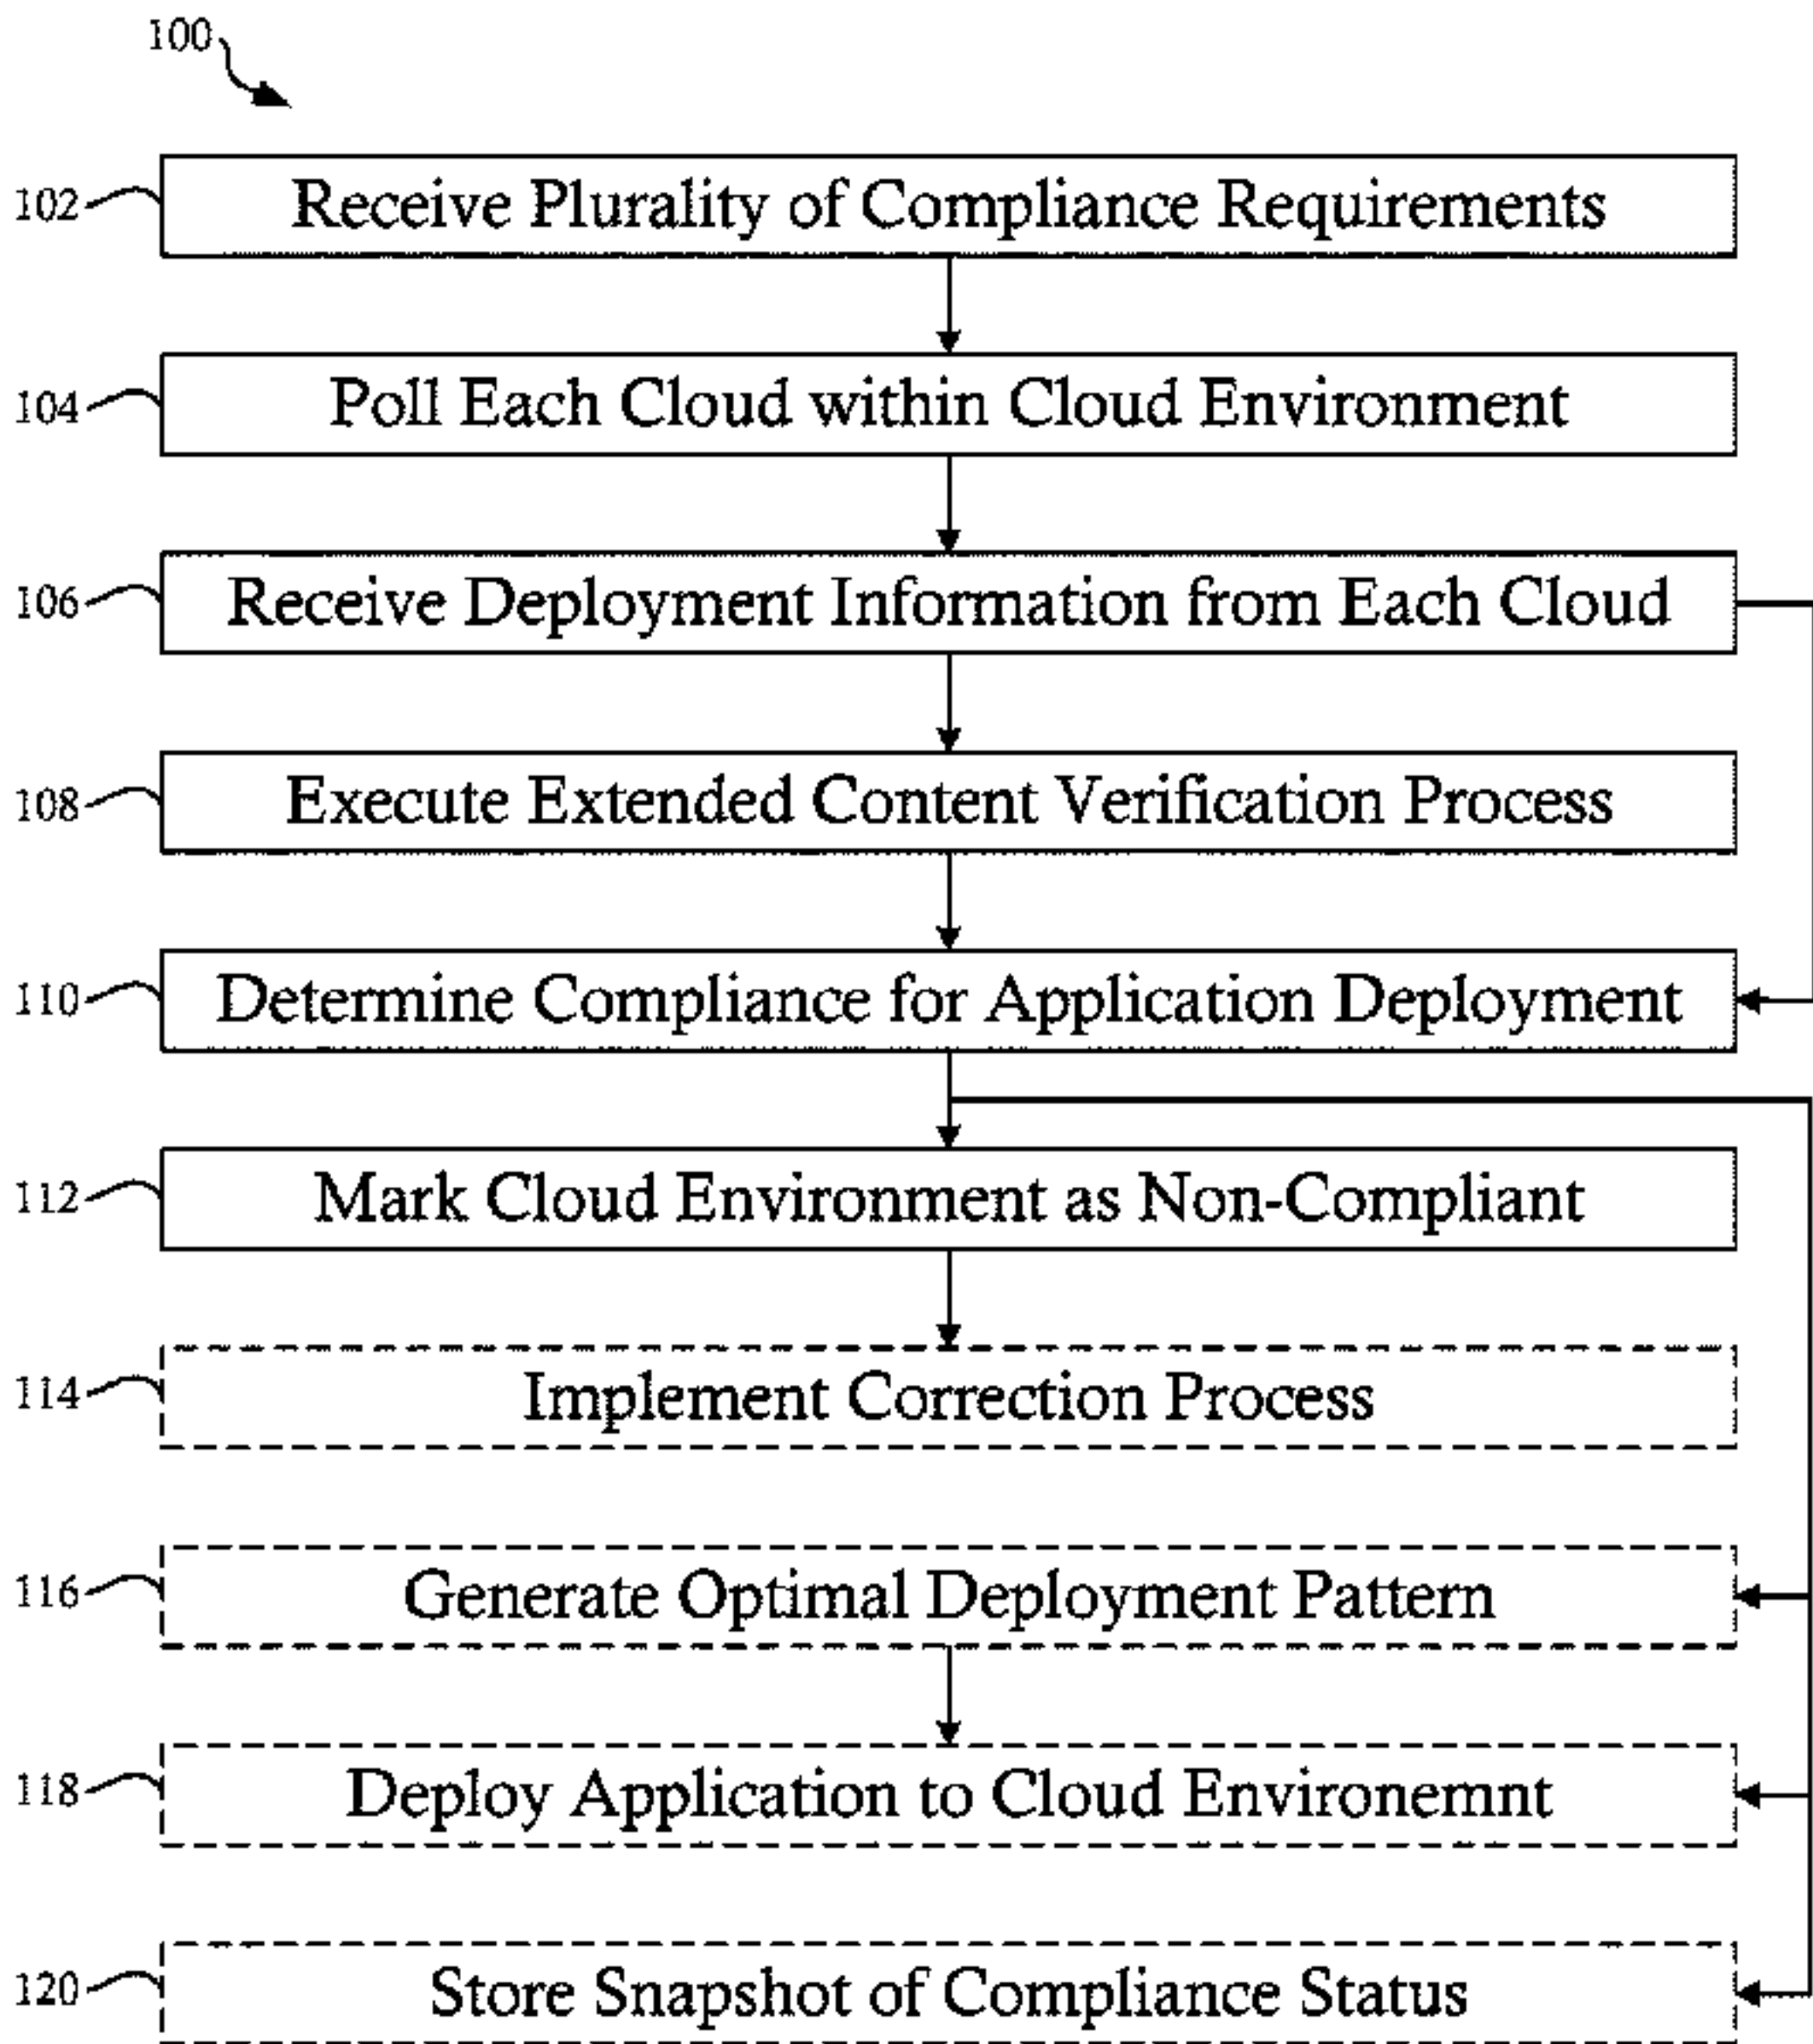 100
102 Receive Plurality of Compliance Requirements
104 Poll Each Cloud within Cloud Environment
106 Receive Deployment Information from Each Cloud
108 Execute Extended Content Verification Process
110 Determine Compliance for Application Deployment
112 Mark Cloud Environment as Non-Compliant
114 Implement Correction Process
116 Generate Optimal Deployment Pattern
118 Deploy Application to Cloud Environemnt
120 Store Snapshot of Compliance Status